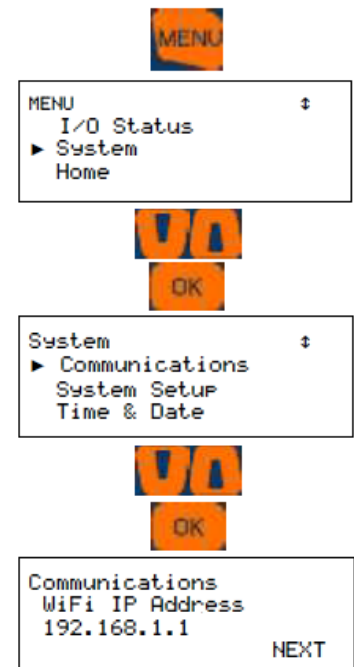 MENU
MENU ↕
I/O Status
► System
Home
OK
System ↕
► Communications
System Setup
Time & Date
OK
Communications
WiFi IP Address
192.168.1.1
NEXT